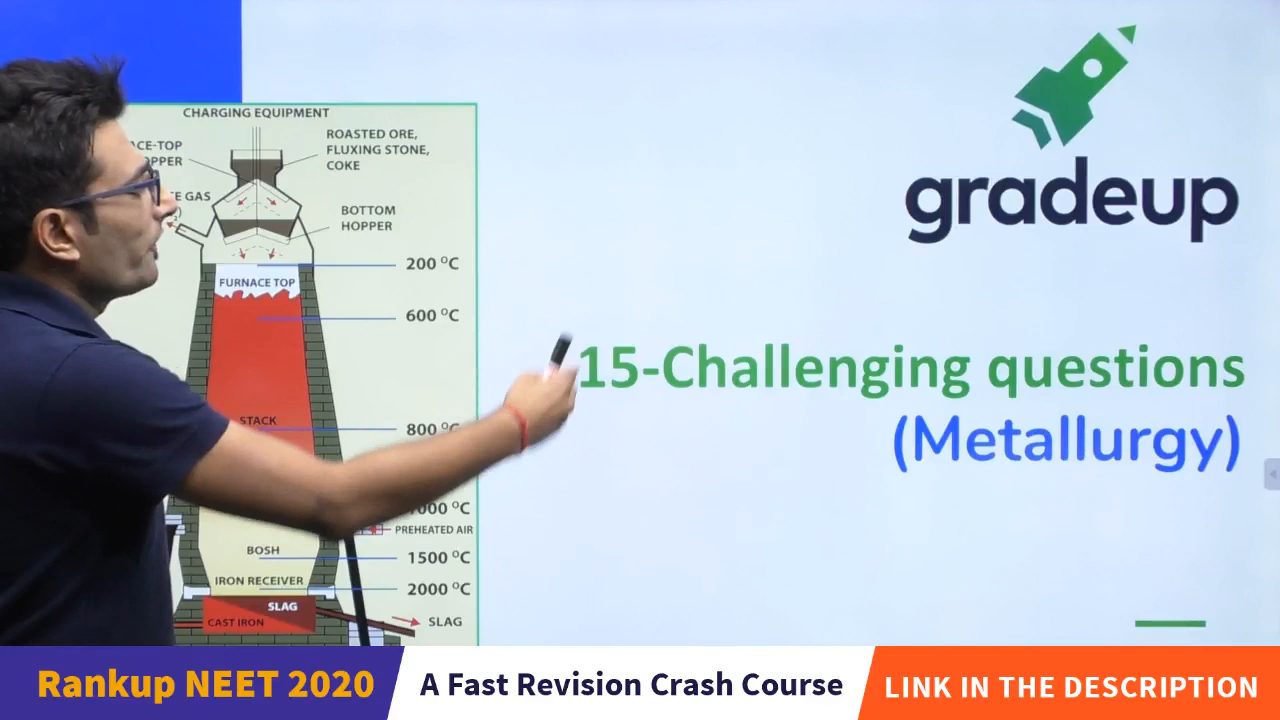 CHARGING EQUIPMENT
ROASTED ORE,
FLUXING STONE,
COKE
GAS
BOTTOM
HOPPER
200 °C
FURNACE TOP
600 °C
STACK
800 °C
PREHEATED AIR
BOSH
1500 °C
IRON RECEIVER
2000 °C
SLAG
CAST IRON
SLAG
gradeup
15-Challenging questions
(Metallurgy)
Rankup NEET 2020
A Fast Revision Crash Course
LINK IN THE DESCRIPTION